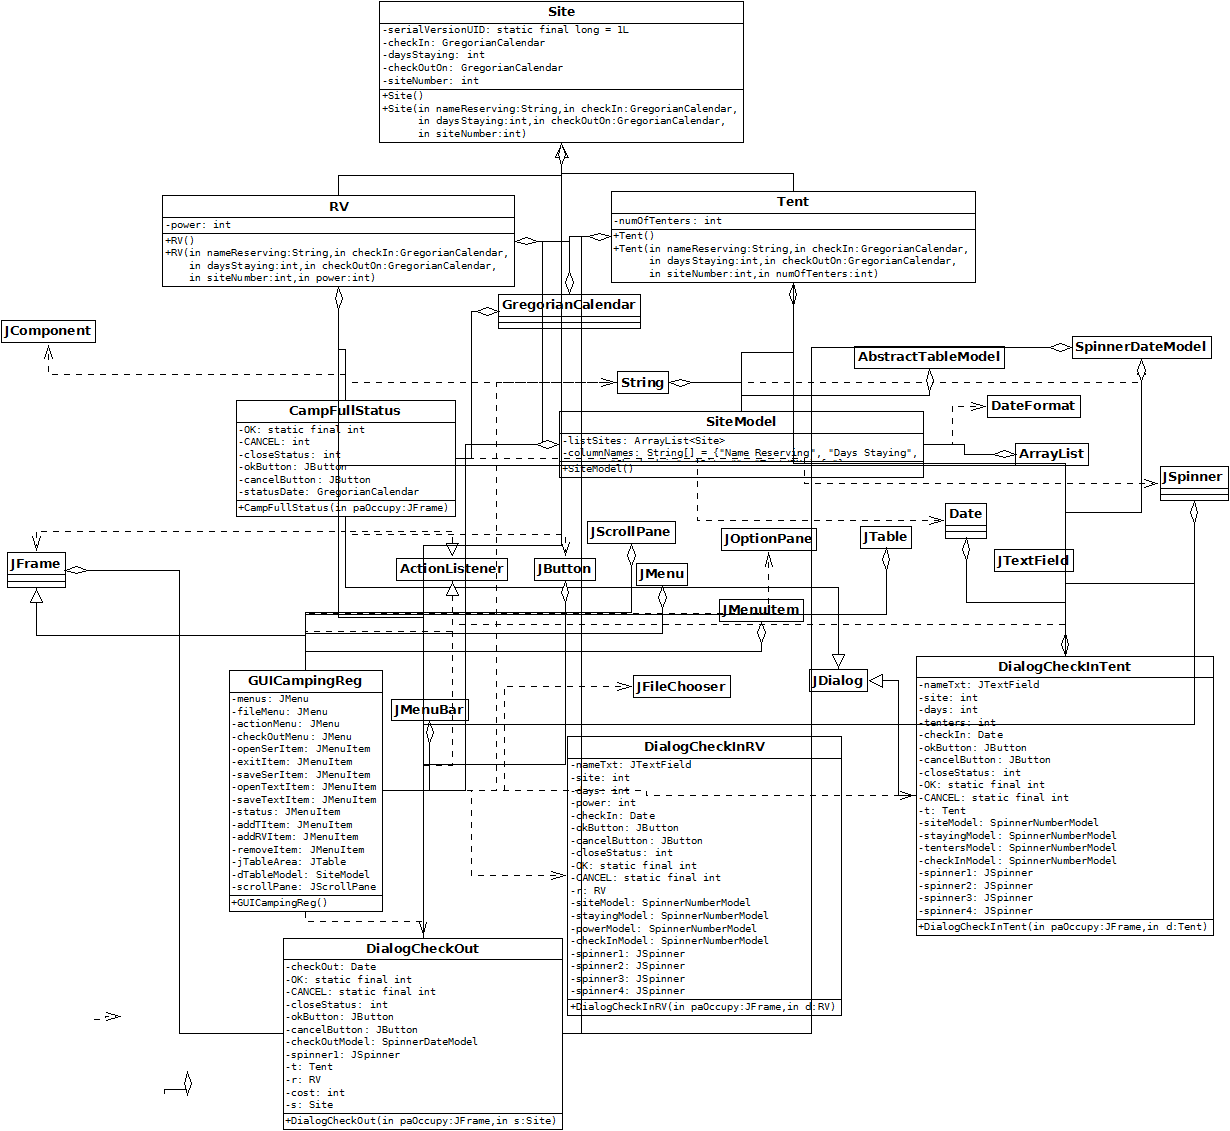 Site
-serialVersionUID: static final long = 1L
-checkIn: GregorianCalendar
-daysStaying: int
-checkOutOn: GregorianCalendar
-siteNumber: int
+Site()
+Site(in nameReserving:String,in checkIn:GregorianCalendar,
in daysStaying:int,in checkOutOn:GregorianCalendar,
in siteNumber:int)
RV
-power: int
+RV()
+RV(in nameReserving:String,in checkIn:GregorianCalendar,
in daysStaying:int,in checkOutOn:GregorianCalendar,
in siteNumber:int,in power:int)
Tent
-numOfTenters: int
+Tent()
+Tent(in nameReserving:String,in checkIn:GregorianCalendar,
in daysStaying:int,in checkOutOn:GregorianCalendar,
in siteNumber:int,in numOfTenters:int)
GregorianCalendar
JComponent
SpinnerDateModel
AbstractTableModel
String
CampFullStatus
-OK: static final int
-CANCEL: int
-closeStatus: int
-okButton: JButton
-cancelButton: JButton
-statusDate: GregorianCalendar
+CampFullStatus(in paOccupy:JFrame)
SiteModel
-listSites: ArrayList<Site>
-columnNames: String[] = {"Name Reserving", "Days Staying",
+SiteModel()
DateFormat
ArrayList
JSpinner
Date
JScrollPane
JOptionPane
JTable
JTextField
JFrame
ActionListener
JButton
JMenu
JMenuItem
JDialog
JFileChooser
JMenuBar
GUICampingReg
-menus: JMenu
-fileMenu: JMenu
-actionMenu: JMenu
-checkOutMenu: JMenu
-openSerItem: JMenuItem
-exitItem: JMenuItem
-saveSerItem: JMenuItem
-openTextItem: JMenuItem
-saveTextItem: JMenuItem
-status: JMenuItem
-addTItem: JMenuItem
-addRVItem: JMenuItem
-removeItem: JMenuItem
-jTableArea: JTable
-dTableModel: SiteModel
-scrollPane: JScrollPane
+GUICampingReg()
DialogCheckInRV
-nameTxt: JTextField
-site: int
-days: int
-power: int
-checkIn: Date
-okButton: JButton
-cancelButton: JButton
-closeStatus: int
-OK: static final int
-CANCEL: static final int
-r: RV
-siteModel: SpinnerNumberModel
-stayingModel: SpinnerNumberModel
-powerModel: SpinnerNumberModel
-checkInModel: SpinnerNumberModel
-spinner1: JSpinner
-spinner2: JSpinner
-spinner3: JSpinner
-spinner4: JSpinner
+DialogCheckInRV(in paOccupy:JFrame,in d:RV)
DialogCheckInTent
-nameTxt: JTextField
-site: int
-days: int
-tenters: int
-checkIn: Date
-okButton: JButton
-cancelButton: JButton
-closeStatus: int
-OK: static final int
-CANCEL: static final int
-t: Tent
-siteModel: SpinnerNumberModel
-stayingModel: SpinnerNumberModel
-tentersModel: SpinnerNumberModel
-checkInModel: SpinnerNumberModel
-spinner1: JSpinner
-spinner2: JSpinner
-spinner3: JSpinner
-spinner4: JSpinner
+DialogCheckInTent(in paOccupy:JFrame,in d:Tent)
DialogCheckOut
-checkOut: Date
-OK: static final int
-CANCEL: static final int
-closeStatus: int
-okButton: JButton
-cancelButton: JButton
-checkOutModel: SpinnerDateModel
-spinner1: JSpinner
-t: Tent
-r: RV
-cost: int
-s: Site
+DialogCheckOut(in paOccupy:JFrame,in s:Site)